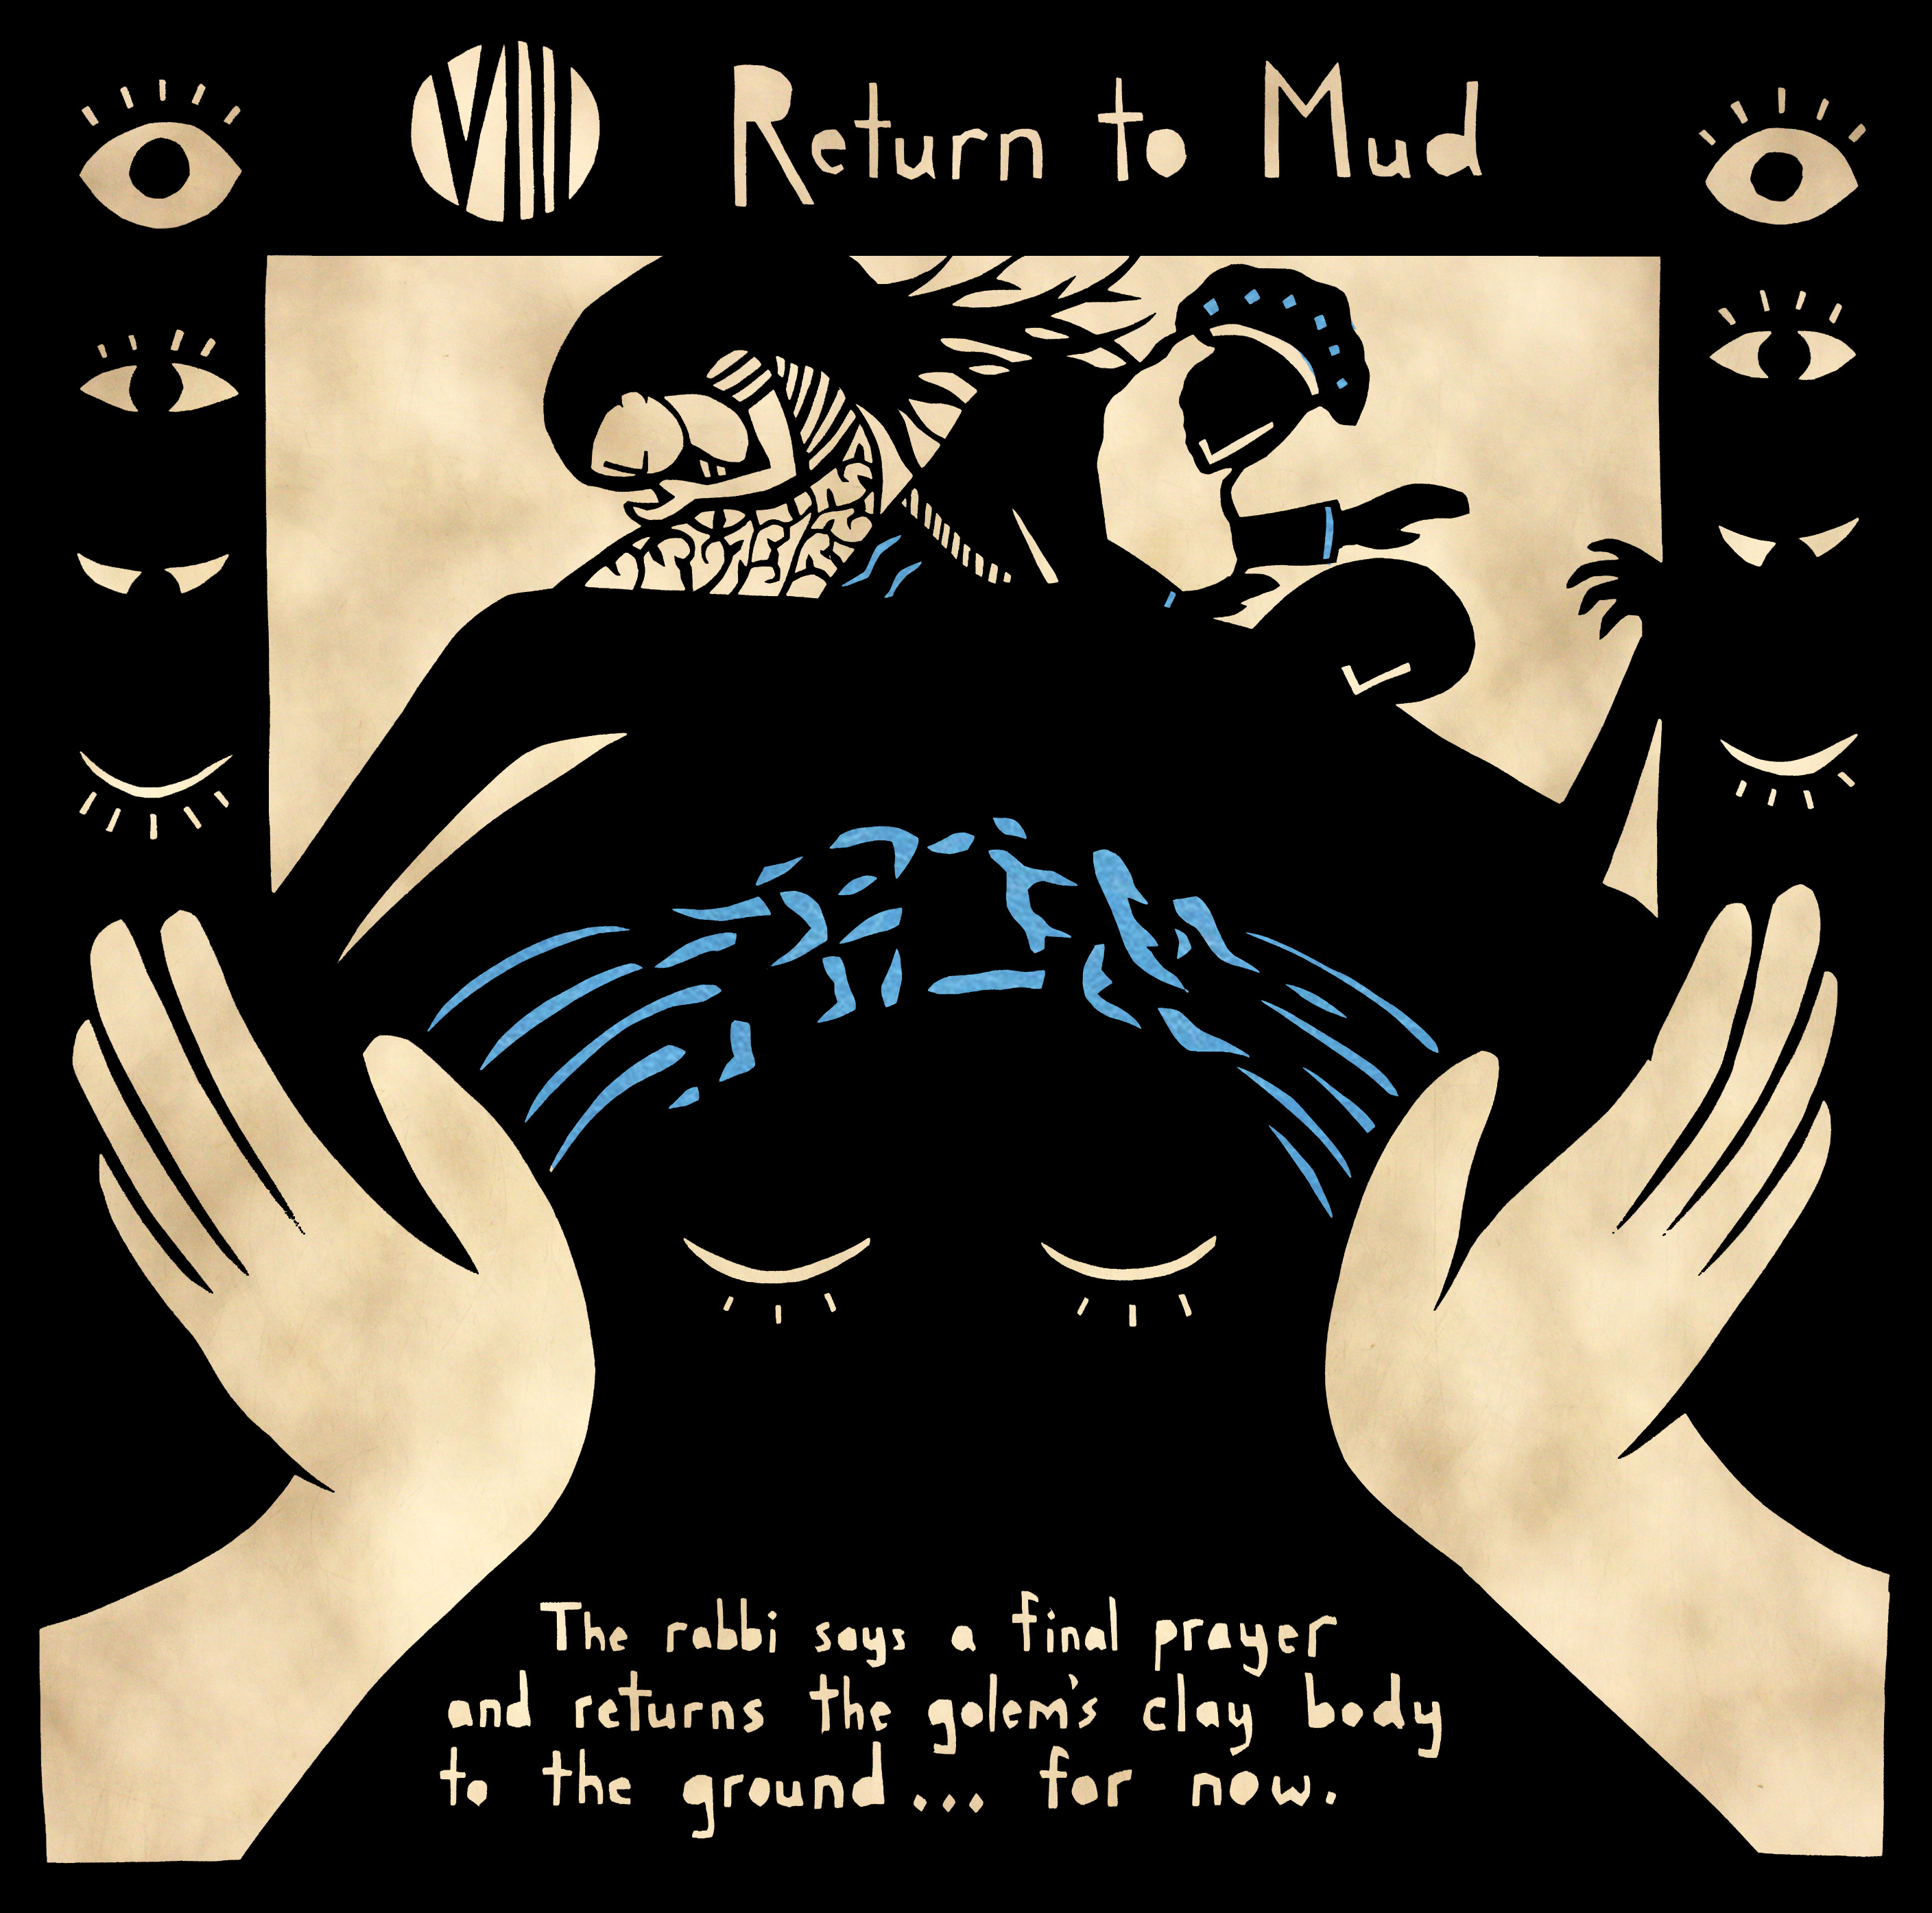 VIII Return to Mud
The rabbi says a final prayer
and returns the golem's clay body
to the ground... for now.